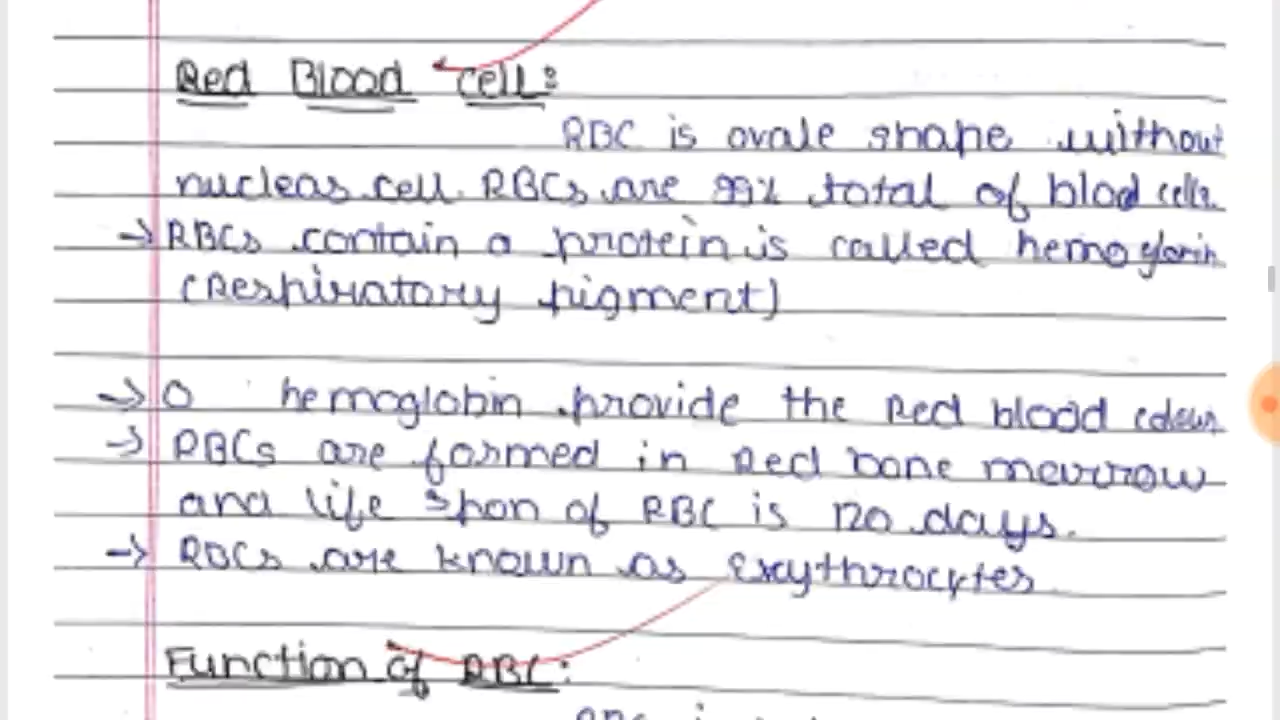 Red Blood Cell:
RBC is ovale shape without
nucleas cell. RBCs are 99% total of blod cells.
→ RBCs contain a protein is called hemoglorin
(Respiratory pigment)
→ O hemoglobin provide the Red blood colour
→ RBCs are formed in Red bone merrow
and life span of RBC is 120 days.
→ RBCs are known as Erythrocytes
Function of RBC: